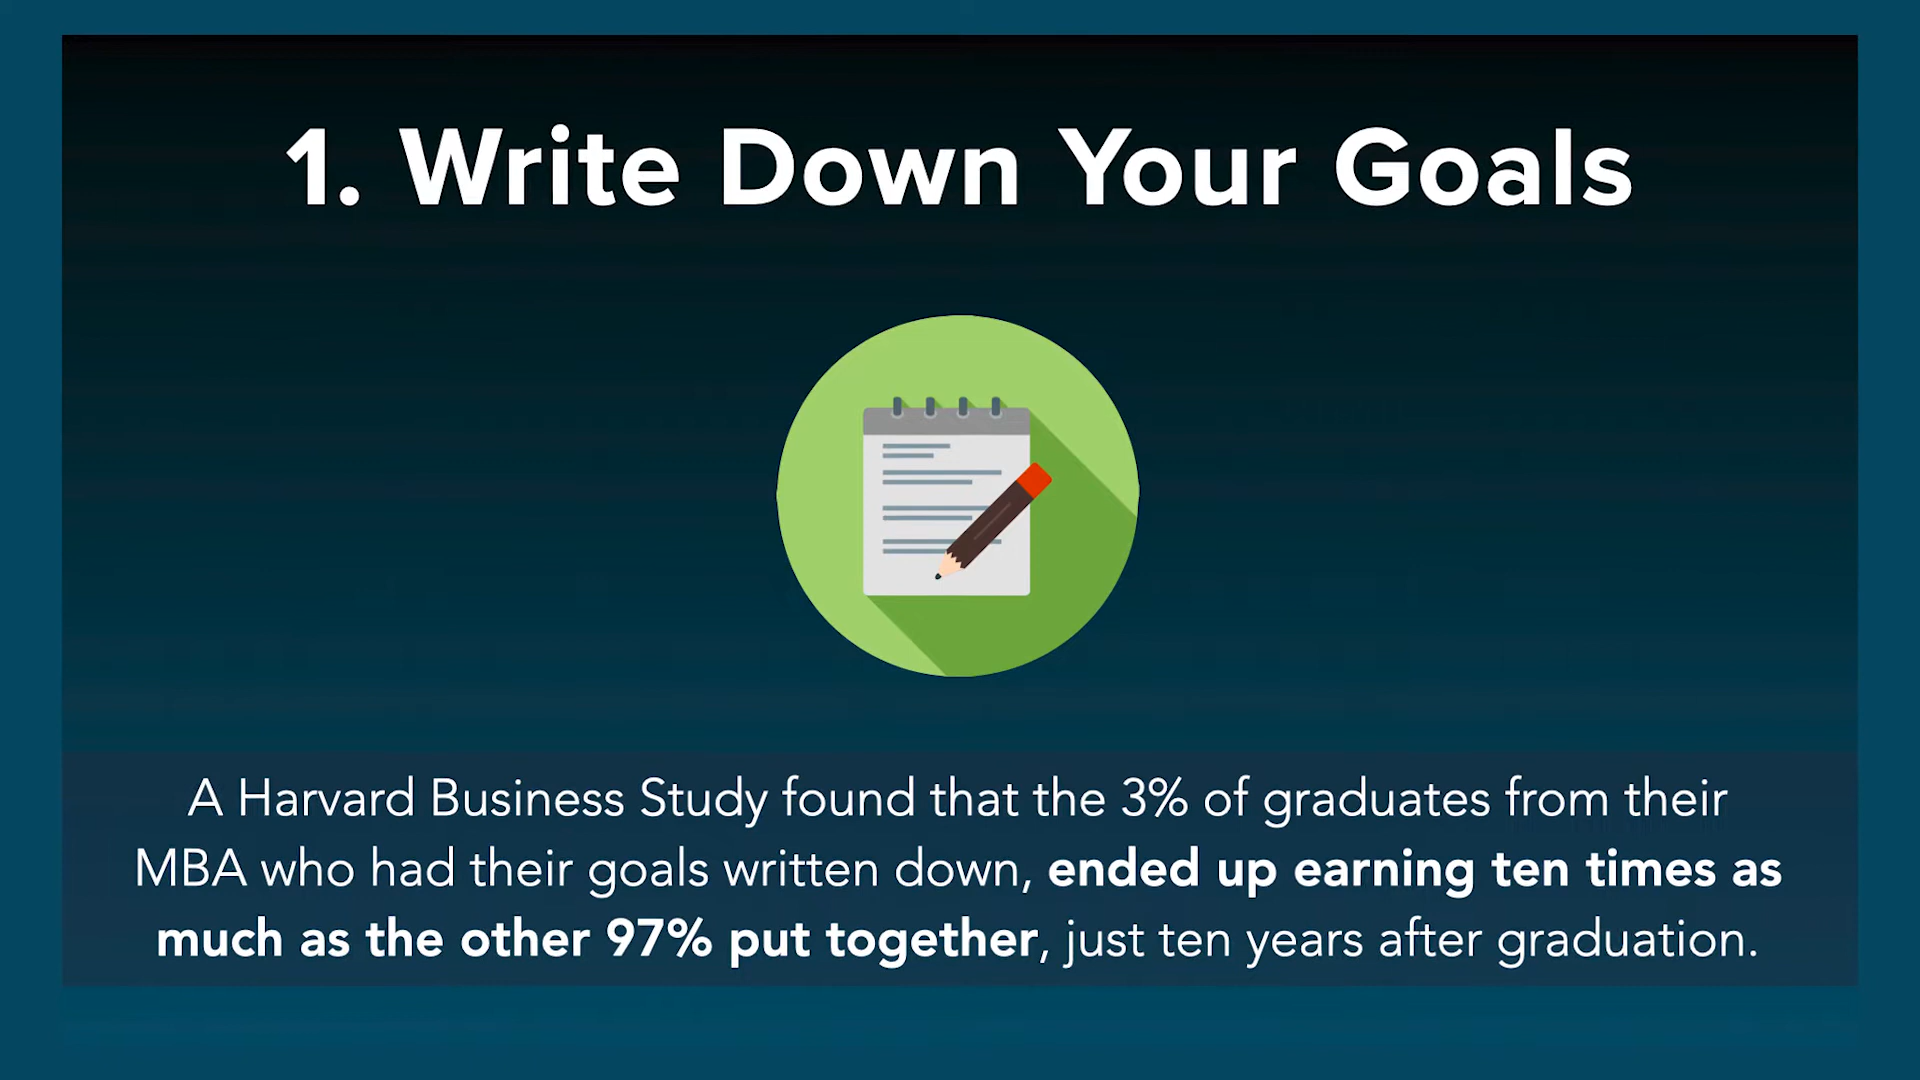 1. Write Down Your Goals
A Harvard Business Study found that the 3% of graduates from their
MBA who had their goals written down, ended up earning ten times as
much as the other 97% put together, just ten years after graduation.